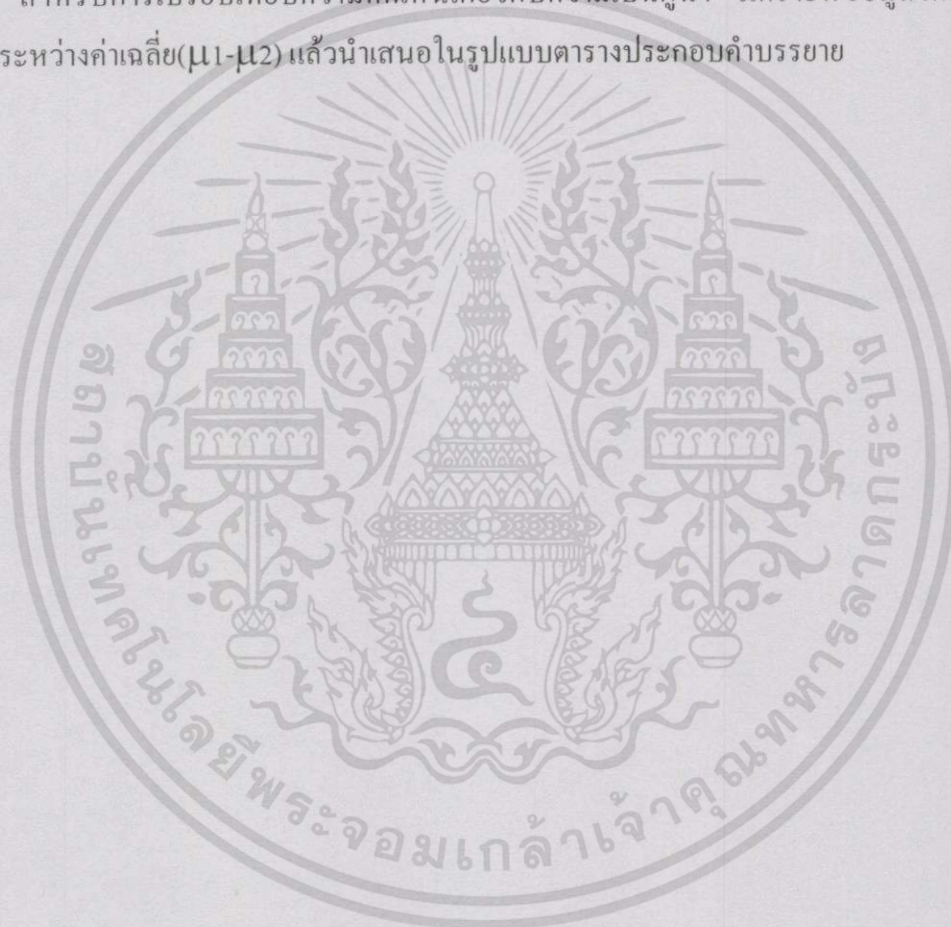 ระหว่างค่าเฉลี่ย(µ1-µ2) แล้วนำเสนอในรูปแบบตารางประกอบคำบรรยาย
สถาบันเทคโนโลยีพระจอมเกล้าเจ้าคุณทหารลาดกระบัง